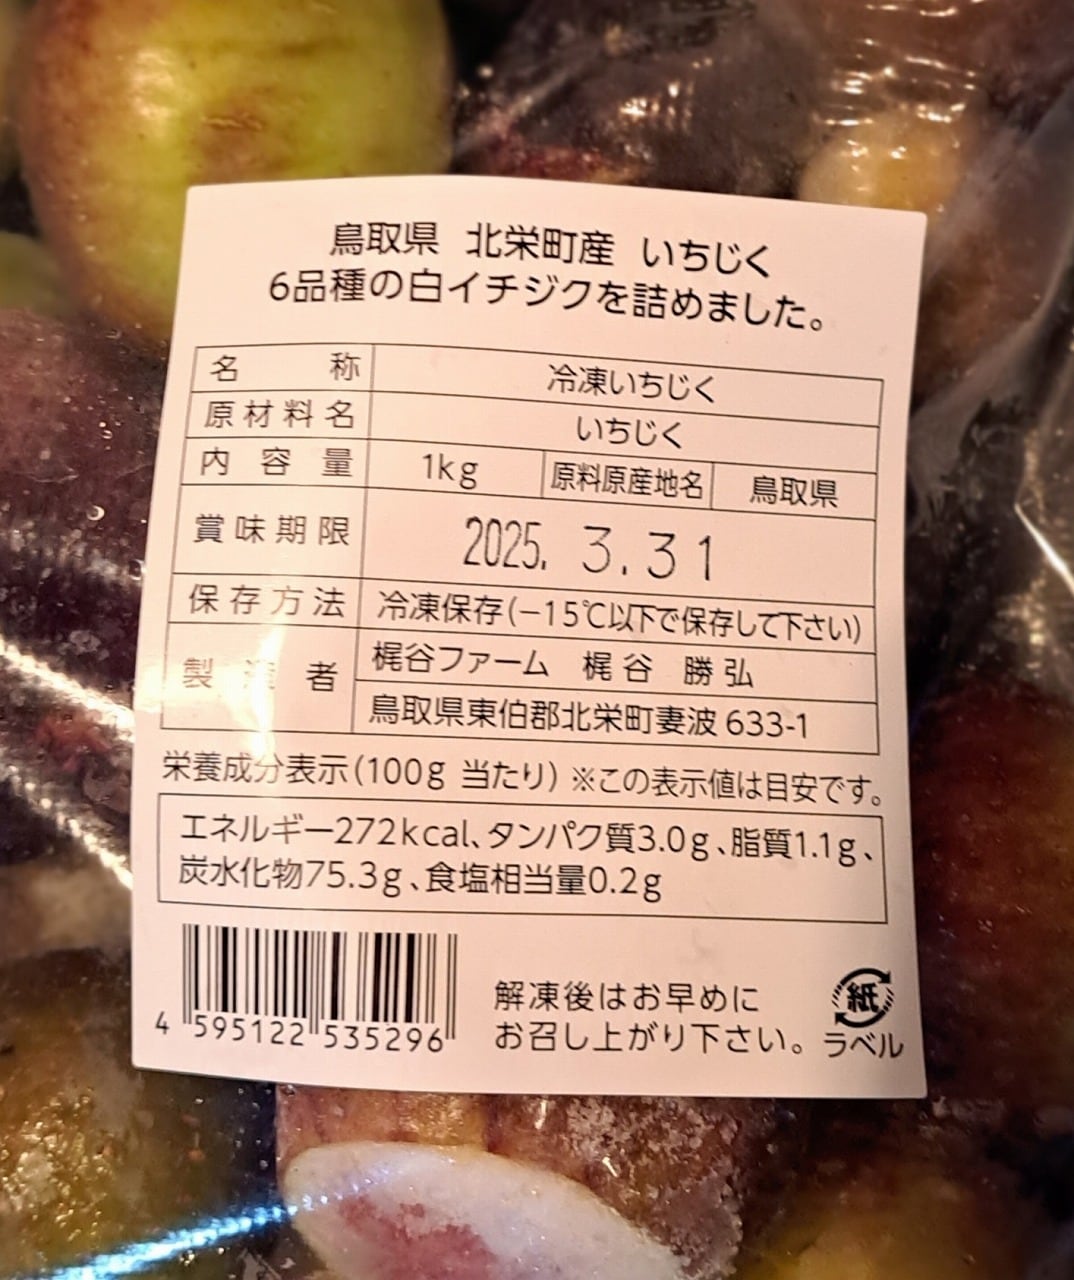 鳥取県 北栄町産 いちじく
6品種の白イチジクを詰めました。
名称 冷凍いちじく
原材料名 いちじく
内容量 1kg 原料原産地名 鳥取県
賞味期限 2025. 3.31
保存方法 冷凍保存(−15℃以下で保存して下さい)
製造者 梶谷ファーム 梶谷 勝弘
鳥取県東伯郡北栄町妻波 633-1
栄養成分表示(100g 当たり) ※この表示値は目安です。
エネルギー272kcal、タンパク質3.0g、脂質1.1g、
炭水化物75.3g、食塩相当量0.2g
解凍後はお早めに
お召し上がり下さい。
紙
ラベル
4 595122 535296